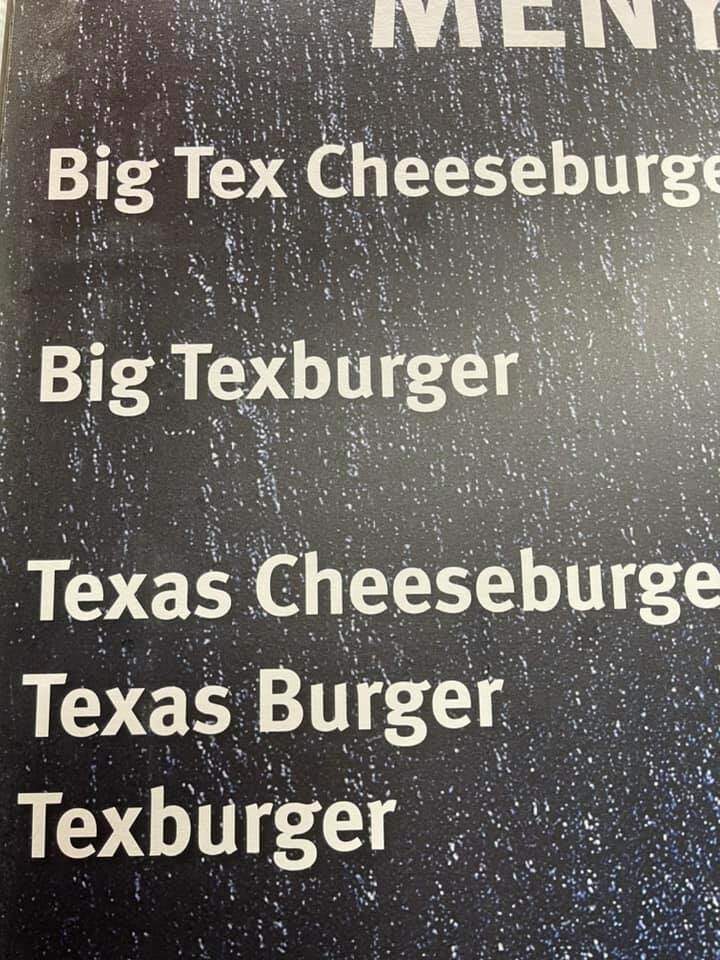 MENY
Big Tex Cheeseburge
Big Texburger
Texas Cheeseburge
Texas Burger
Texburger